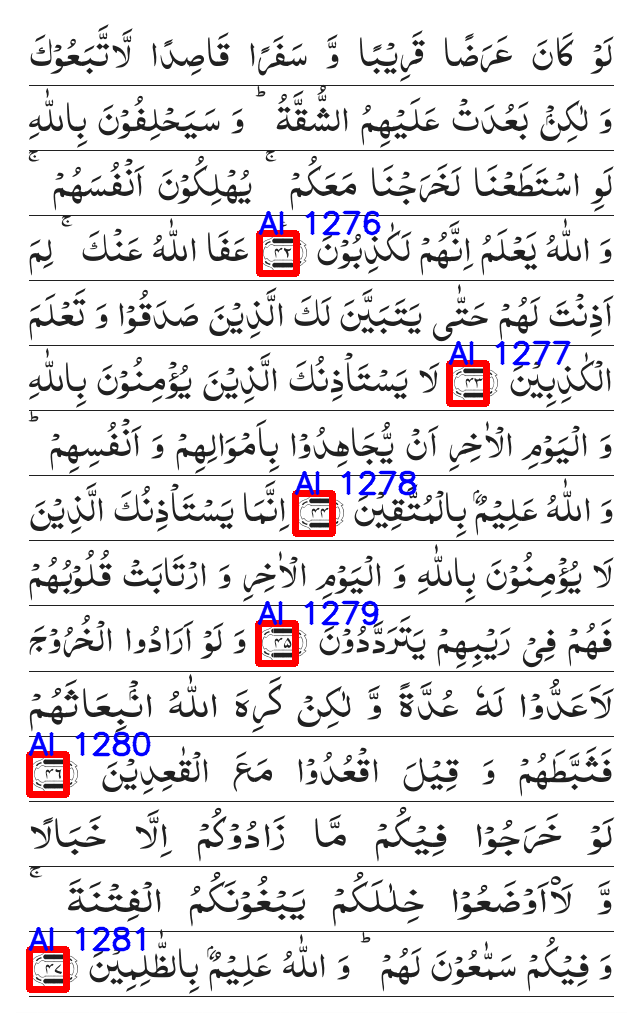 لَوۡ كَانَ عَرَضًا قَرِيۡبًا وَّ سَفَرًا قَاصِدًا لَّاتَّبَعُوۡكَ
وَ لٰكِنۡۢ بَعُدَتۡ عَلَيۡهِمُ الشُّقَّةُ ؕ وَ سَيَحۡلِفُوۡنَ بِاللّٰهِ
لَوِ اسۡتَطَعۡنَا لَخَرَجۡنَا مَعَكُمۡ ۚ يُهۡلِكُوۡنَ اَنۡفُسَهُمۡ ۚ
AI 1276
وَ اللّٰهُ يَعۡلَمُ اِنَّهُمۡ لَكٰذِبُوۡنَ ۴۲ عَفَا اللّٰهُ عَنۡكَ ۚ لِمَ
اَذِنۡتَ لَهُمۡ حَتّٰى يَتَبَيَّنَ لَكَ الَّذِيۡنَ صَدَقُوۡا وَ تَعۡلَمَ
AI 1277
الۡكٰذِبِيۡنَ ۴۳ لَا يَسۡتَاۡذِنُكَ الَّذِيۡنَ يُؤۡمِنُوۡنَ بِاللّٰهِ
وَ الۡيَوۡمِ الۡاٰخِرِ اَنۡ يُّجَاهِدُوۡا بِاَمۡوَالِهِمۡ وَ اَنۡفُسِهِمۡ ؕ
AI 1278
وَ اللّٰهُ عَلِيۡمٌۢ بِالۡمُتَّقِيۡنَ ۴۴ اِنَّمَا يَسۡتَاۡذِنُكَ الَّذِيۡنَ
لَا يُؤۡمِنُوۡنَ بِاللّٰهِ وَ الۡيَوۡمِ الۡاٰخِرِ وَ ارۡتَابَتۡ قُلُوۡبُهُمۡ
AI 1279
فَهُمۡ فِىۡ رَيۡبِهِمۡ يَتَرَدَّدُوۡنَ ۴۵ وَ لَوۡ اَرَادُوا الۡخُرُوۡجَ
لَاَعَدُّوۡا لَهٗ عُدَّةً وَّ لٰكِنۡ كَرِهَ اللّٰهُ انۡۢبِعَاثَهُمۡ
AI 1280
فَثَبَّطَهُمۡ وَ قِيۡلَ اقۡعُدُوۡا مَعَ الۡقٰعِدِيۡنَ ۴۶
لَوۡ خَرَجُوۡا فِيۡكُمۡ مَّا زَادُوۡكُمۡ اِلَّا خَبَالًا
وَّ لَا۟اَوۡضَعُوۡا خِلٰلَكُمۡ يَبۡغُوۡنَكُمُ الۡفِتۡنَةَ ۚ
AI 1281
وَ فِيۡكُمۡ سَمّٰعُوۡنَ لَهُمۡ ؕ وَ اللّٰهُ عَلِيۡمٌۢ بِالظّٰلِمِيۡنَ ۴۷